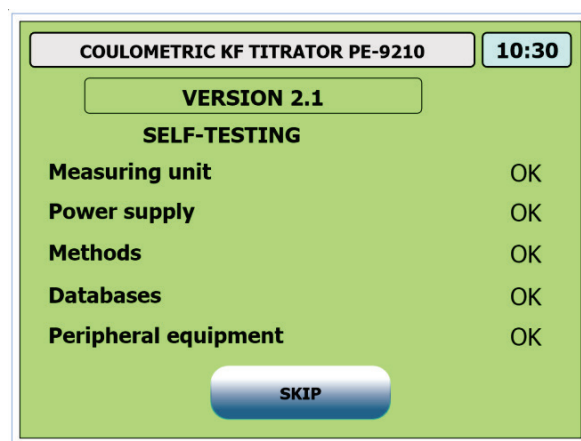 COULOMETRIC KF TITRATOR PE-9210 10:30
VERSION 2.1
SELF-TESTING
Measuring unit OK
Power supply OK
Methods OK
Databases OK
Peripheral equipment OK
SKIP